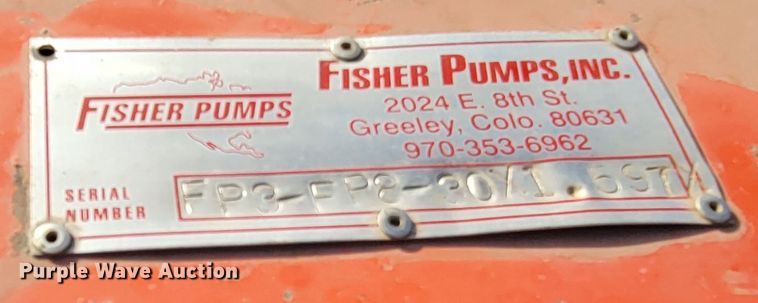 FISHER PUMPS, INC.
FISHER PUMPS
2024 E. 8th St.
Greeley, Colo. 80631
970-353-6962
SERIAL
NUMBER
Purple Wave Auction